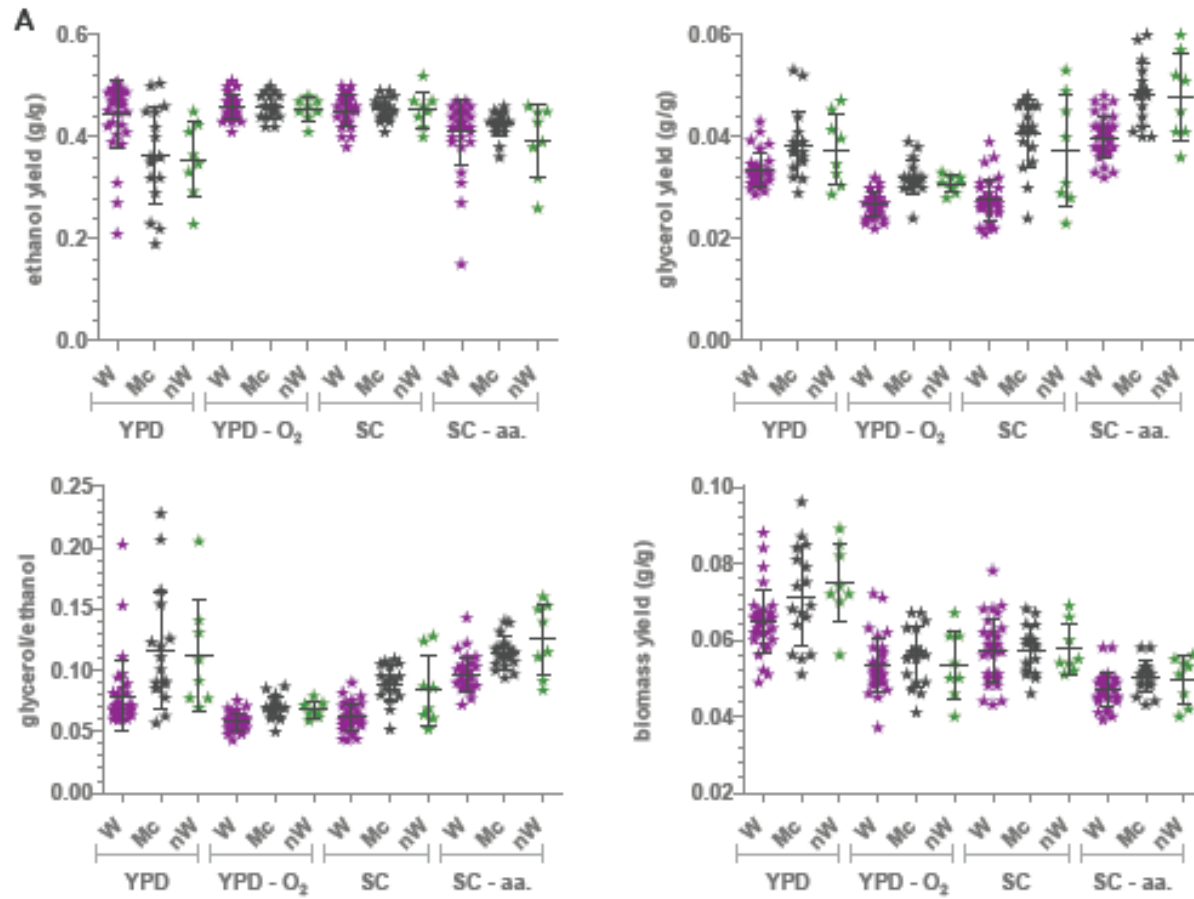 A
ethanol yield (g/g)
0.6
0.4
0.2
0.0
W Mc nW W Mc nW W Mc nW W Mc nW
YPD YPD - O₂ SC SC - aa.
glycerol yield (g/g)
0.06
0.04
0.02
0.00
W Mc nW W Mc nW W Mc nW W Mc nW
YPD YPD - O₂ SC SC - aa.
glycerol/ethanol
0.25
0.20
0.15
0.10
0.05
0.00
W Mc nW W Mc nW W Mc nW W Mc nW
YPD YPD - O₂ SC SC - aa.
biomass yield (g/g)
0.10
0.08
0.06
0.04
0.02
W Mc nW W Mc nW W Mc nW W Mc nW
YPD YPD - O₂ SC SC - aa.